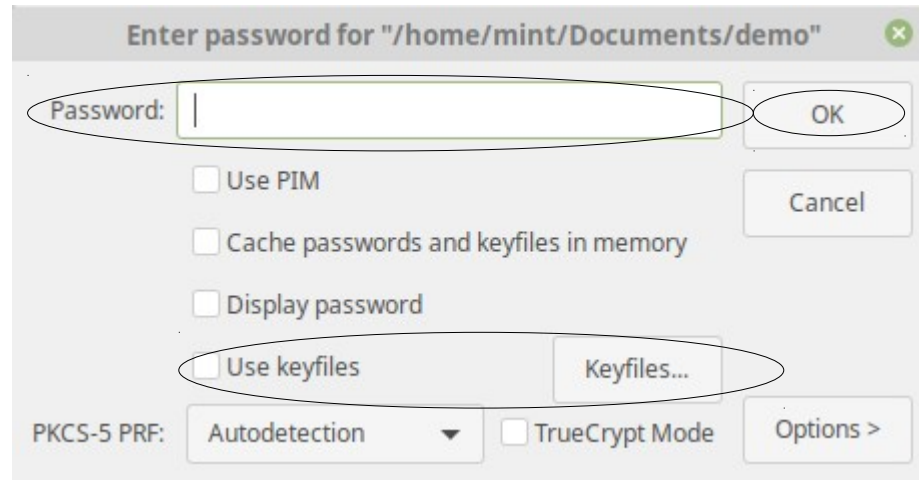 Enter password for "/home/mint/Documents/demo"
Password:
OK
Use PIM
Cancel
Cache passwords and keyfiles in memory
Display password
Use keyfiles
Keyfiles...
PKCS-5 PRF:
Autodetection
TrueCrypt Mode
Options >